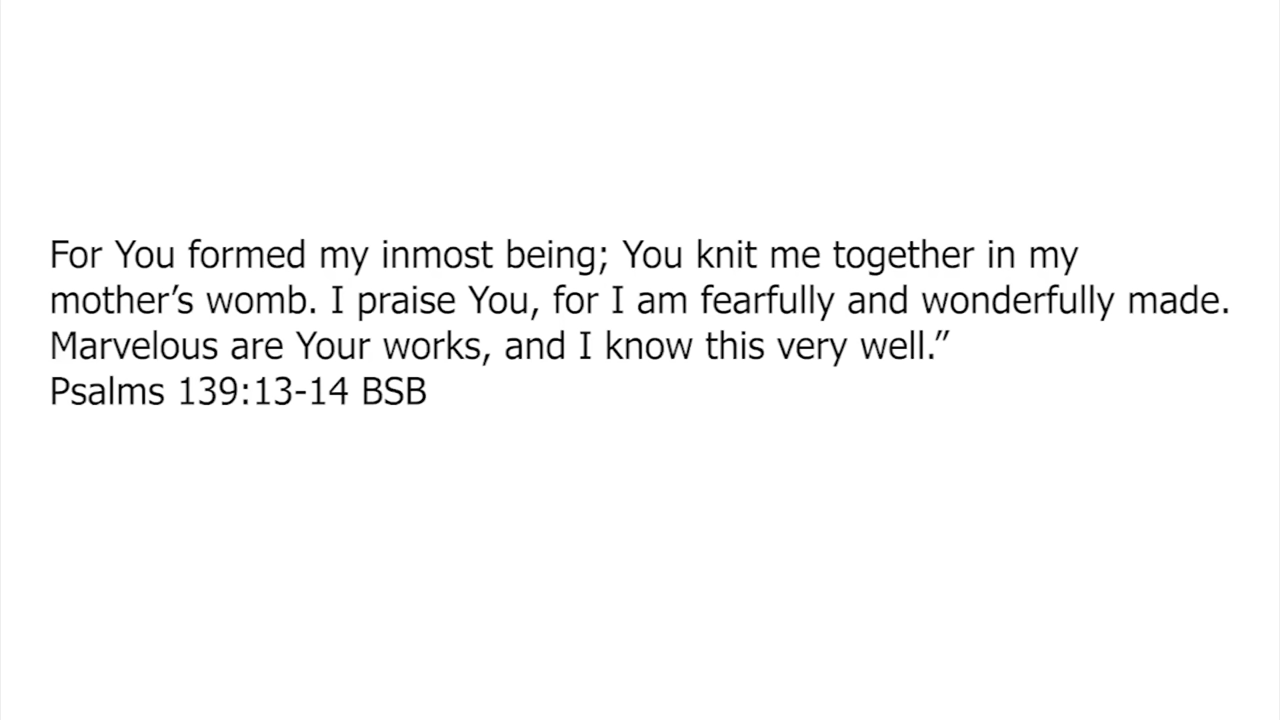 For You formed my inmost being; You knit me together in my
mother’s womb. I praise You, for I am fearfully and wonderfully made.
Marvelous are Your works, and I know this very well.”
Psalms 139:13-14 BSB